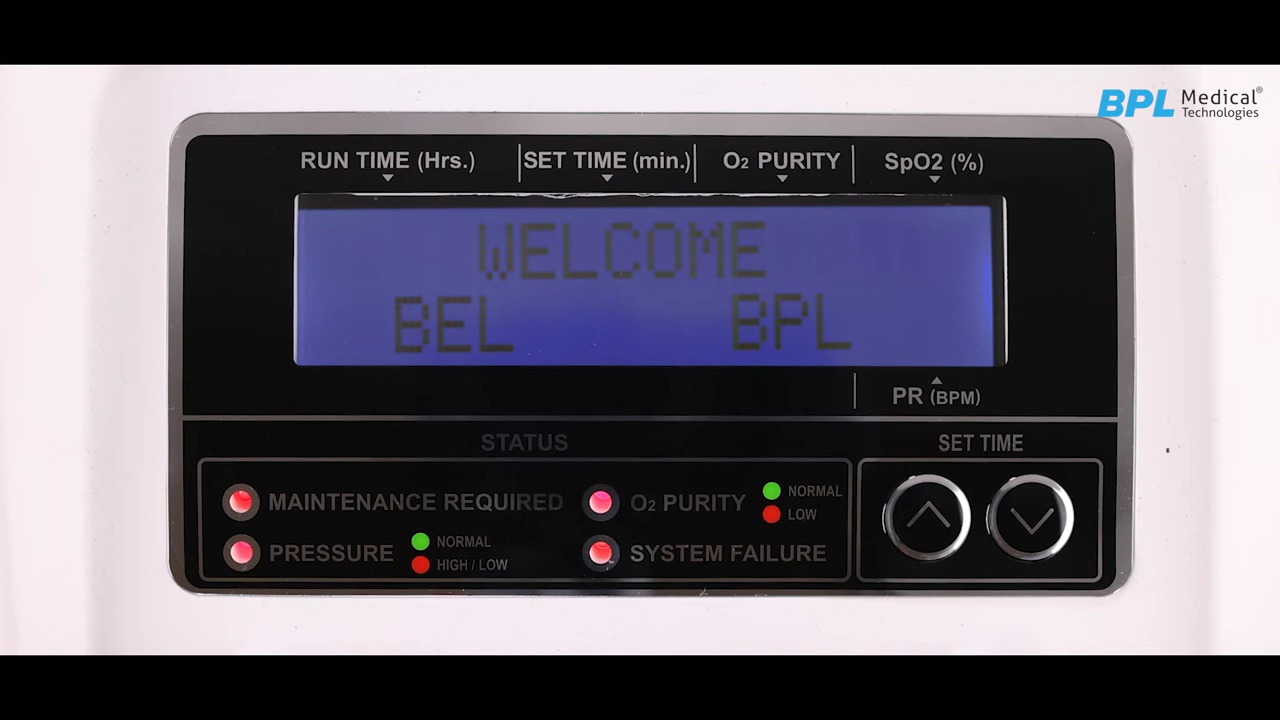 BPL Medical®
Technologies
RUN TIME (Hrs.) SET TIME (min.) O₂ PURITY SpO2 (%)
WELCOME
BEL BPL
PR (BPM)
STATUS
SET TIME
MAINTENANCE REQUIRED
O₂ PURITY
NORMAL
LOW
PRESSURE
NORMAL
HIGH / LOW
SYSTEM FAILURE